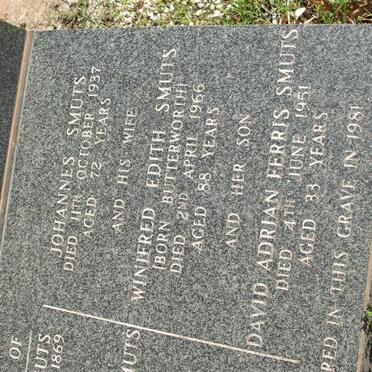 OF
UTS
1869
MUTS
JOHANNES SMUTS
DIED 11TH OCTOBER 1937
AGED 72 YEARS
AND HIS WIFE
WINIFRED EDITH SMUTS
(BORN BUTTERWORTH)
DIED 2ND APRIL 1966
AGED 88 YEARS
AND HER SON
DAVID ADRIAN FERRIS SMUTS
DIED 4TH JUNE 1951
AGED 33 YEARS
RED IN THIS GRAVE IN 1981